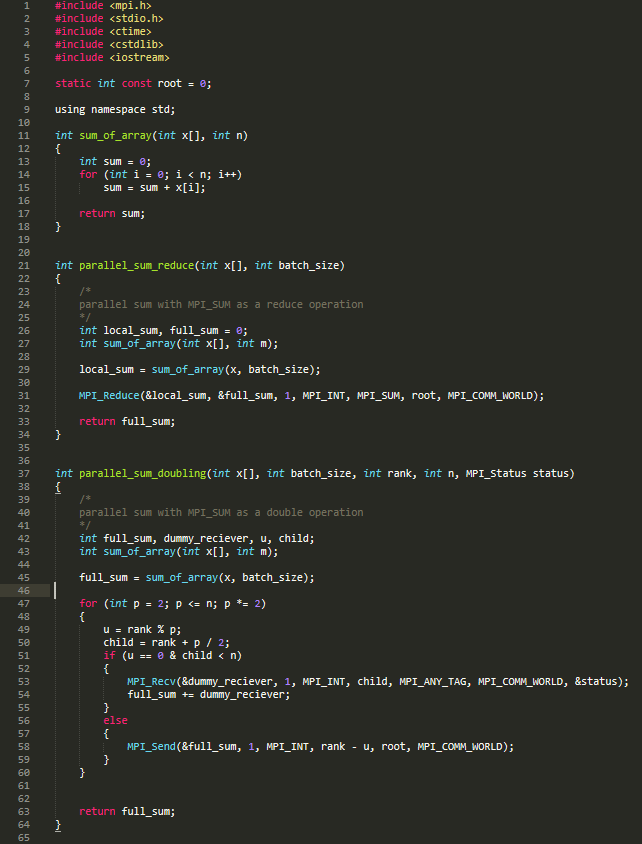 1 #include <mpi.h>
2 #include <stdio.h>
3 #include <ctime>
4 #include <cstdlib>
5 #include <iostream>
6
7 static int const root = 0;
8
9 using namespace std;
10
11 int sum_of_array(int x[], int n)
12 {
13     int sum = 0;
14     for (int i = 0; i < n; i++)
15         sum = sum + x[i];
16
17     return sum;
18 }
19
20
21 int parallel_sum_reduce(int x[], int batch_size)
22 {
23     /*
24     parallel sum with MPI_SUM as a reduce operation
25     */
26     int local_sum, full_sum = 0;
27     int sum_of_array(int x[], int m);
28
29     local_sum = sum_of_array(x, batch_size);
30
31     MPI_Reduce(&local_sum, &full_sum, 1, MPI_INT, MPI_SUM, root, MPI_COMM_WORLD);
32
33     return full_sum;
34 }
35
36
37 int parallel_sum_doubling(int x[], int batch_size, int rank, int n, MPI_Status status)
38 {
39     /*
40     parallel sum with MPI_SUM as a double operation
41     */
42     int full_sum, dummy_reciever, u, child;
43     int sum_of_array(int x[], int m);
44
45     full_sum = sum_of_array(x, batch_size);
46
47     for (int p = 2; p <= n; p *= 2)
48     {
49         u = rank % p;
50         child = rank + p / 2;
51         if (u == 0 & child < n)
52         {
53             MPI_Recv(&dummy_reciever, 1, MPI_INT, child, MPI_ANY_TAG, MPI_COMM_WORLD, &status);
54             full_sum += dummy_reciever;
55         }
56         else
57         {
58             MPI_Send(&full_sum, 1, MPI_INT, rank - u, root, MPI_COMM_WORLD);
59         }
60     }
61
62
63     return full_sum;
64 }
65